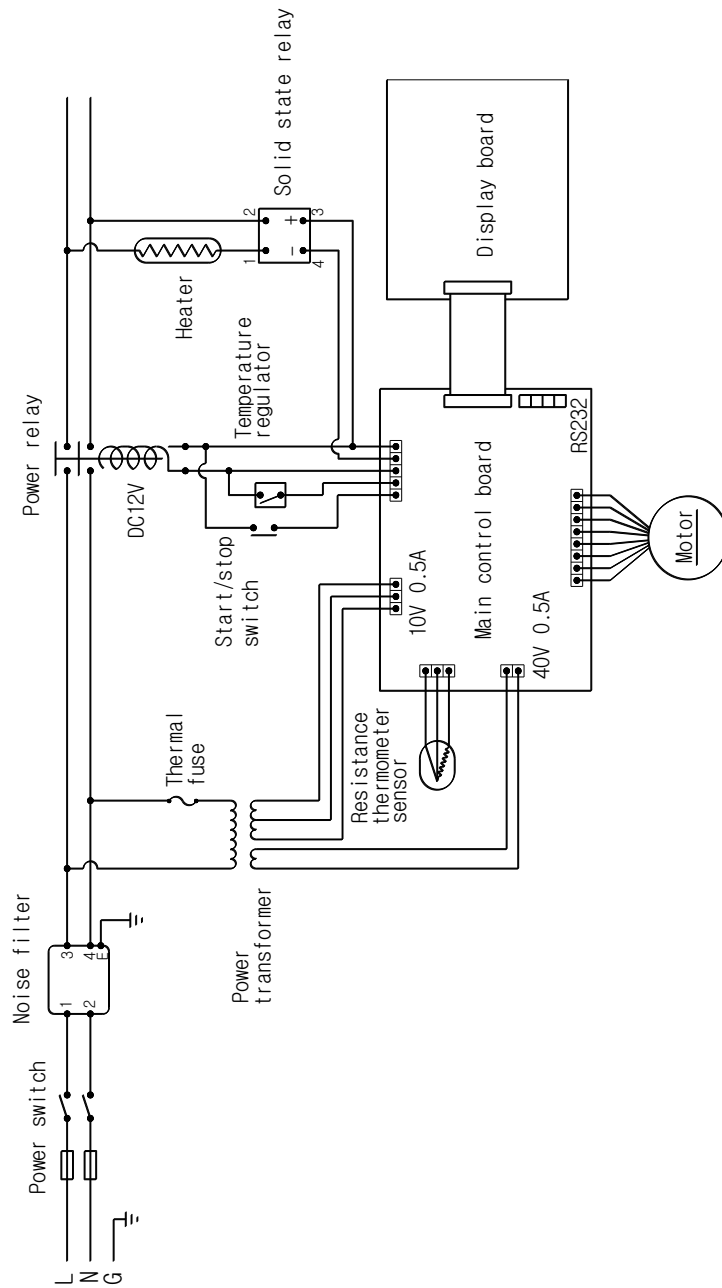 L
N
G
Power switch
Noise filter
1
2
3
4
E
Power
transformer
Thermal
fuse
Power relay
DC12V
Start/stop
switch
Temperature
regulator
Heater
Solid state relay
1
2
-
+
4
3
Resistance
thermometer
sensor
10V 0.5A
Main control board
40V 0.5A
RS232
Display board
Motor